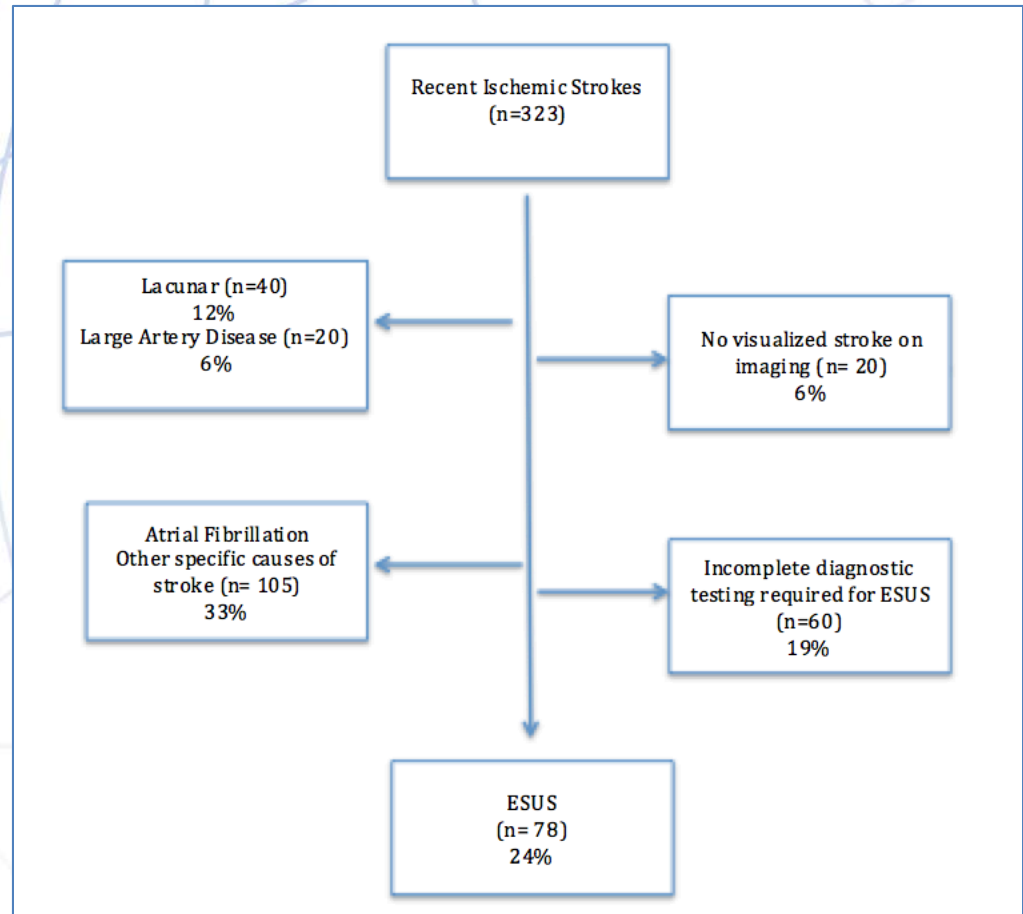 Recent Ischemic Strokes
(n=323)
Lacunar (n=40)
12%
Large Artery Disease (n=20)
6%
No visualized stroke on
imaging (n= 20)
6%
Atrial Fibrillation
Other specific causes of
stroke (n= 105)
33%
Incomplete diagnostic
testing required for ESUS
(n=60)
19%
ESUS
(n= 78)
24%